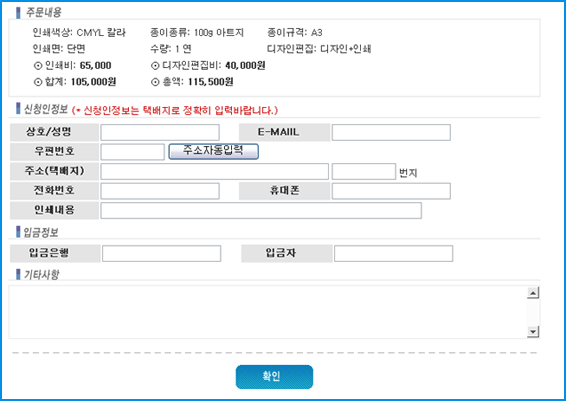 주문내용
인쇄색상: CMYL 칼라 종이종류: 100g 아트지 종이규격: A3
인쇄면: 단면 수량: 1 연 디자인편집: 디자인+인쇄
인쇄비: 65,000 디자인편집비: 40,000원
합계: 105,000원 총액: 115,500원
신청인정보 (* 신청인정보는 택배지로 정확히 입력바랍니다.)
상호/성명 E-MAIIL
우편번호 주소자동입력
주소(택배지) 번지
전화번호 휴대폰
인쇄내용
입금정보
입금은행 입금자
기타사항
확인